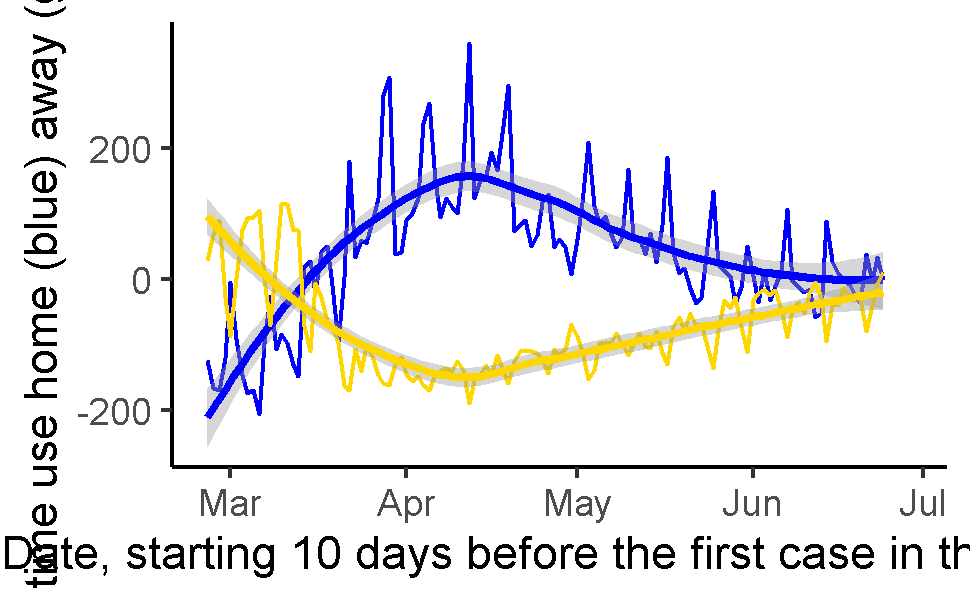 time use home (blue) away (
200
0
-200
Mar Apr May Jun Jul
Date, starting 10 days before the first case in th